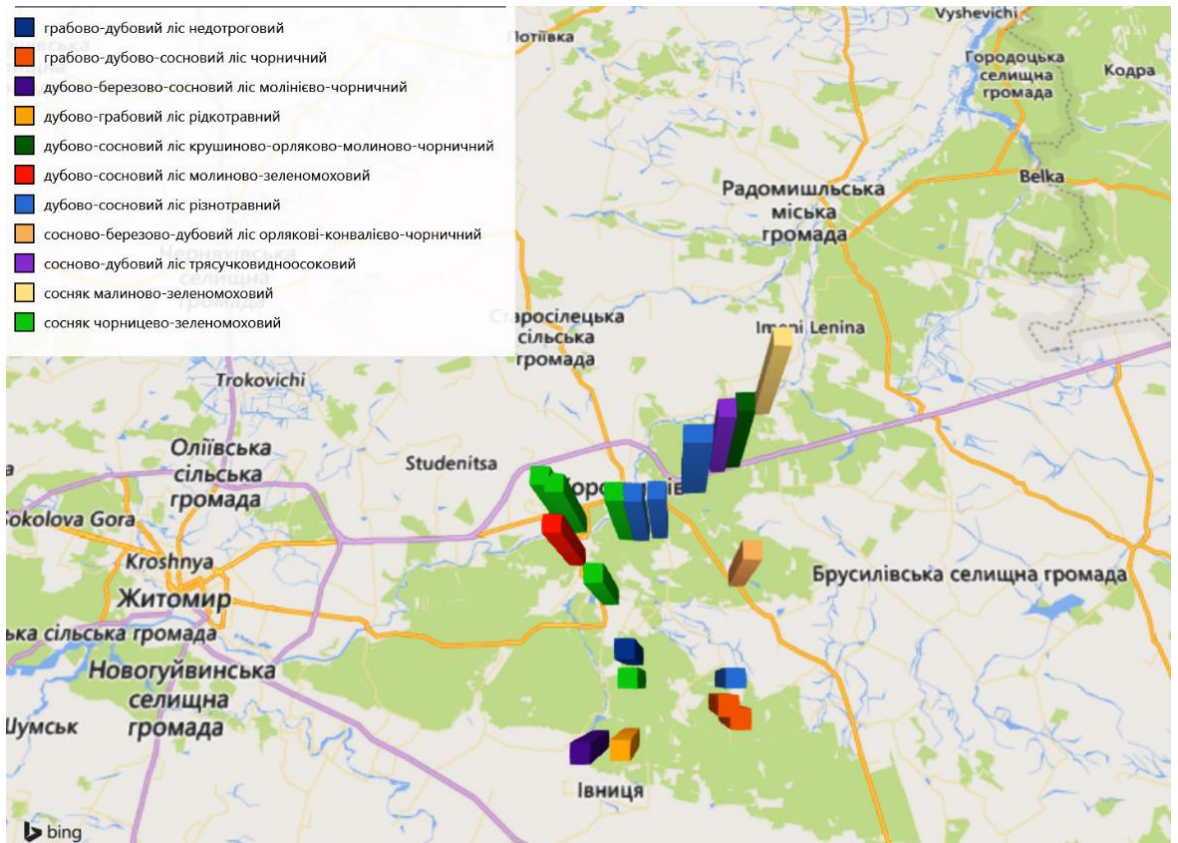 грабово-дубовий ліс недотроговий
грабово-дубово-сосновий ліс чорничний
дубово-березово-сосновий ліс молінієво-чорничний
дубово-грабовий ліс рідкотравний
дубово-сосновий ліс крушиново-орляково-молиново-чорничний
дубово-сосновий ліс молиново-зеленомоховий
дубово-сосновий ліс різнотравний
сосново-березово-дубовий ліс орлякові-конвалієво-чорничний
сосново-дубовий ліс трясучковидноосоковий
сосняк малиново-зеленомоховий
сосняк чорницево-зеленомоховий
Vyshevichi
Потіївка
Городоцька
селищна
громада
Кодра
Belka
Радомишльська
міська
громада
Черняхівська
селищна
громада
Старосілецька
сільська
громада
Imeni Lenina
Trokovichi
Оліївська
сільська
громада
Studenitsa
Sokolova Gora
Kroshnya
Житомир
Брусилівська селищна громада
сільська громада
Новогуйвинська
селищна
громада
Шумськ
Івниця
bing